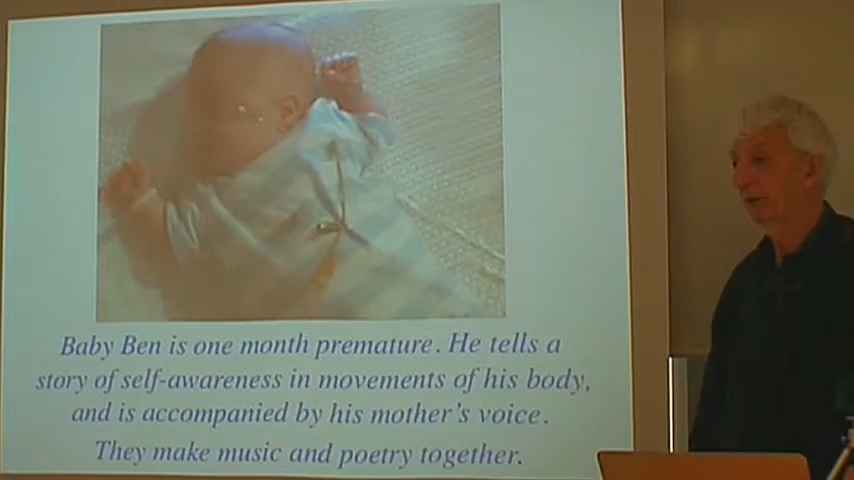 Baby Ben is one month premature. He tells a
story of self-awareness in movements of his body,
and is accompanied by his mother's voice.
They make music and poetry together.